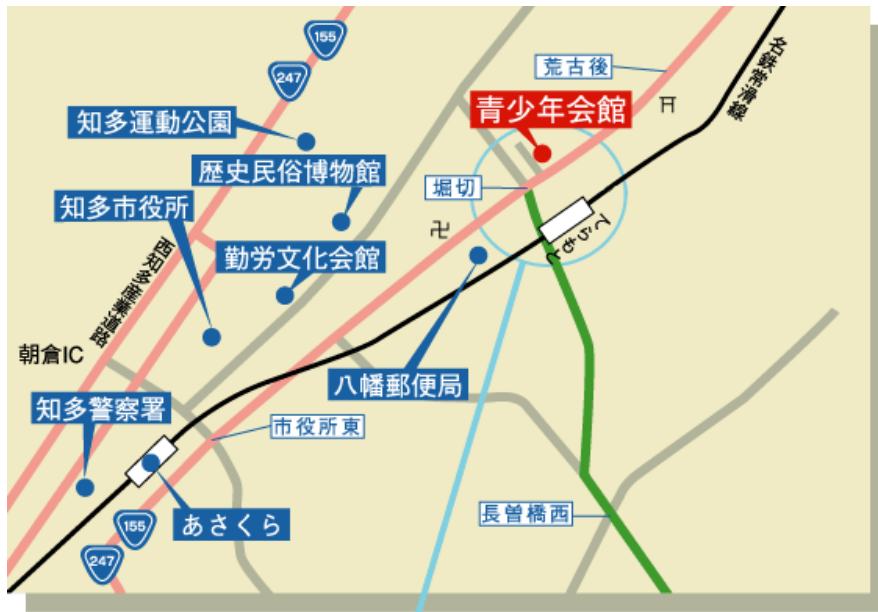 155
247
荒古後
名鉄常滑線
青少年会館
知多運動公園
歴史民俗博物館
堀切
知多市役所
てらもと
勤労文化会館
西知多産業道路
朝倉IC
八幡郵便局
知多警察署
市役所東
長曽橋西
あさくら
155
247